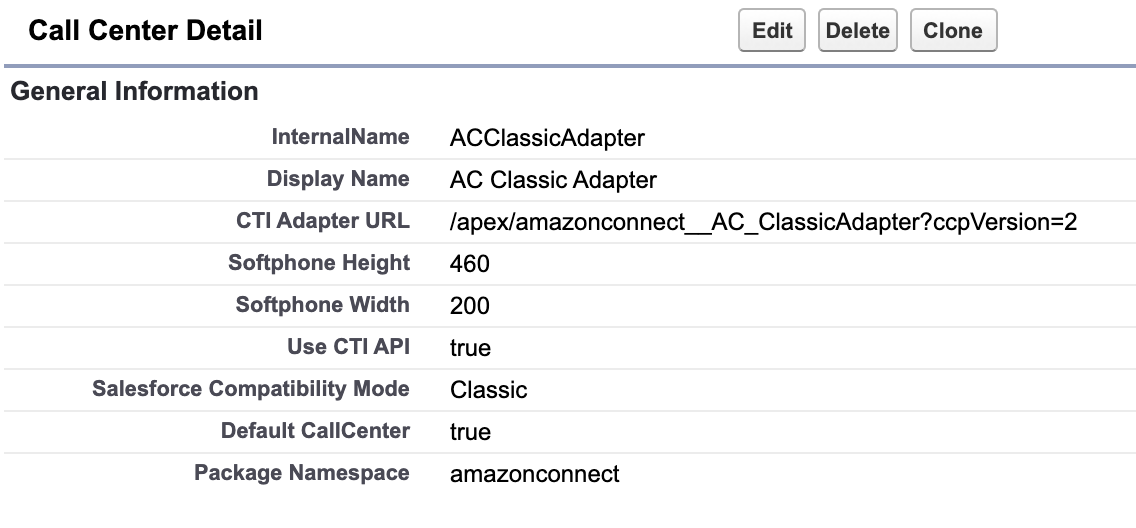 Call Center Detail Edit Delete Clone
General Information
InternalName ACClassicAdapter
Display Name AC Classic Adapter
CTI Adapter URL /apex/amazonconnect__AC_ClassicAdapter?ccpVersion=2
Softphone Height 460
Softphone Width 200
Use CTI API true
Salesforce Compatibility Mode Classic
Default CallCenter true
Package Namespace amazonconnect